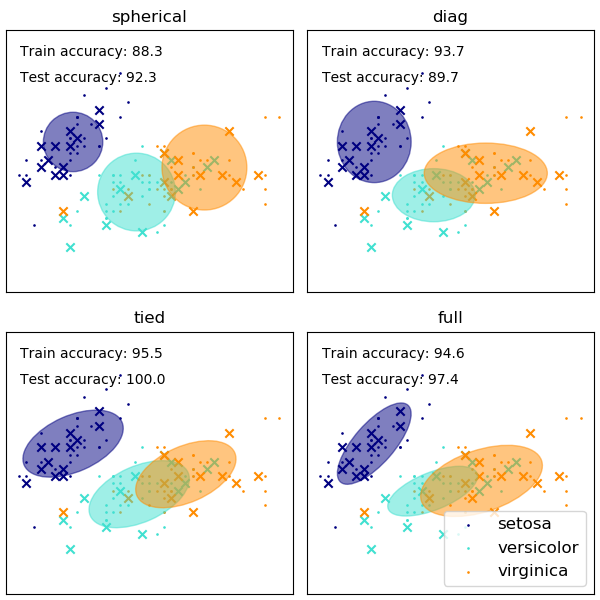 spherical
Train accuracy: 88.3
Test accuracy: 92.3
diag
Train accuracy: 93.7
Test accuracy: 89.7
tied
Train accuracy: 95.5
Test accuracy: 100.0
full
Train accuracy: 94.6
Test accuracy: 97.4
setosa
versicolor
virginica